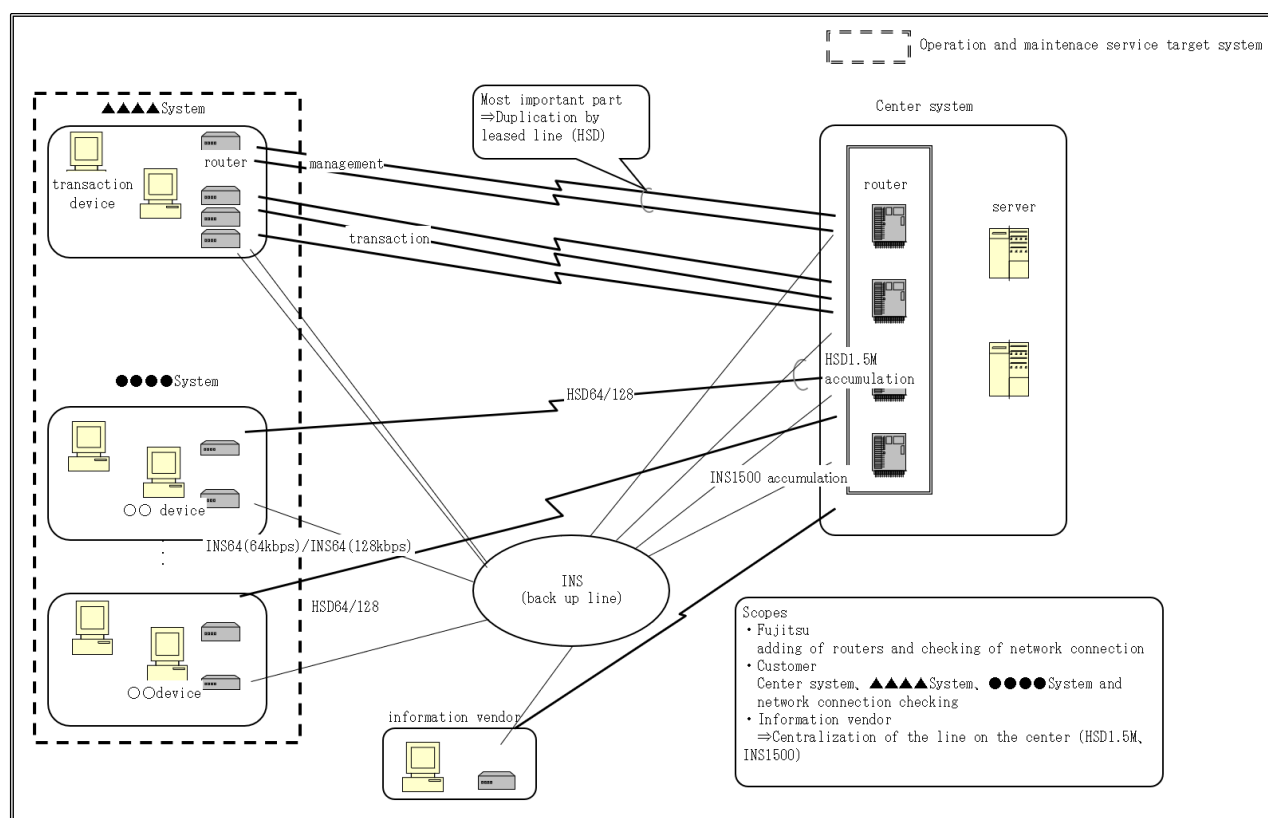 Operation and maintenace service target system
▲▲▲▲System
Most important part
⇒Duplication by
leased line (HSD)
Center system
router
management
transaction
device
router
server
transaction
HSD1.5M
accumulation
●●●●System
HSD64/128
INS1500 accumulation
○○ device
INS64(64kbps)/INS64(128kbps)
INS
(back up line)
HSD64/128
○○device
information vendor
Scopes
・Fujitsu
adding of routers and checking of network connection
・Customer
Center system、▲▲▲▲System、●●●●System and
network connection checking
・Information vendor
⇒Centralization of the line on the center (HSD1.5M、
INS1500)